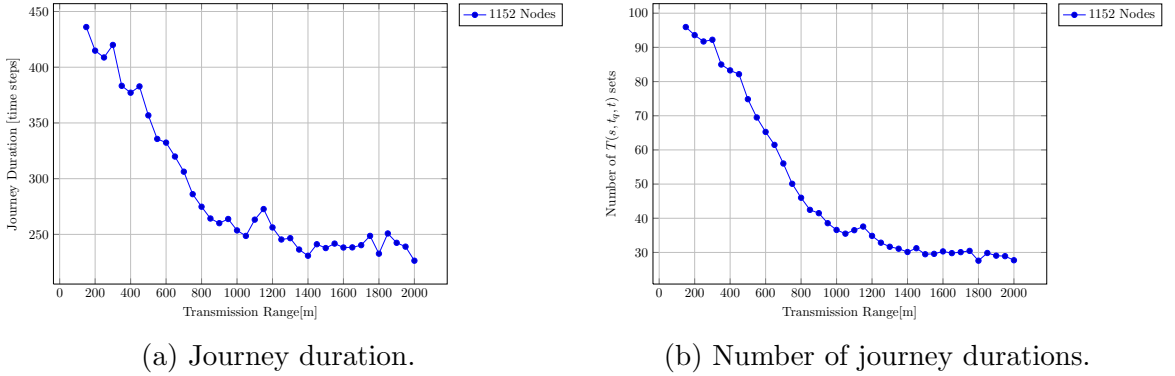 450
400
350
300
250
Journey Duration [time steps]
0 200 400 600 800 1000 1200 1400 1600 1800 2000
Transmission Range[m]
1152 Nodes
(a) Journey duration.
100
90
80
70
60
50
40
30
Number of T(s, t_q, t) sets
0 200 400 600 800 1000 1200 1400 1600 1800 2000
Transmission Range[m]
1152 Nodes
(b) Number of journey durations.